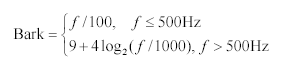 Bark = { f /100, f ≤ 500Hz
9 + 4 log₂( f /1000), f > 500Hz